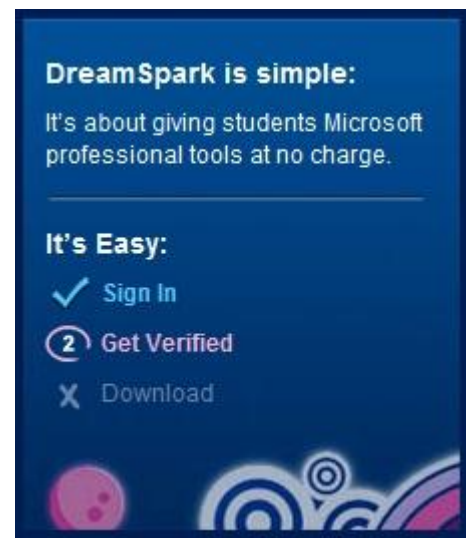 DreamSpark is simple:
It's about giving students Microsoft
professional tools at no charge.
It's Easy:
Sign In
2 Get Verified
Download